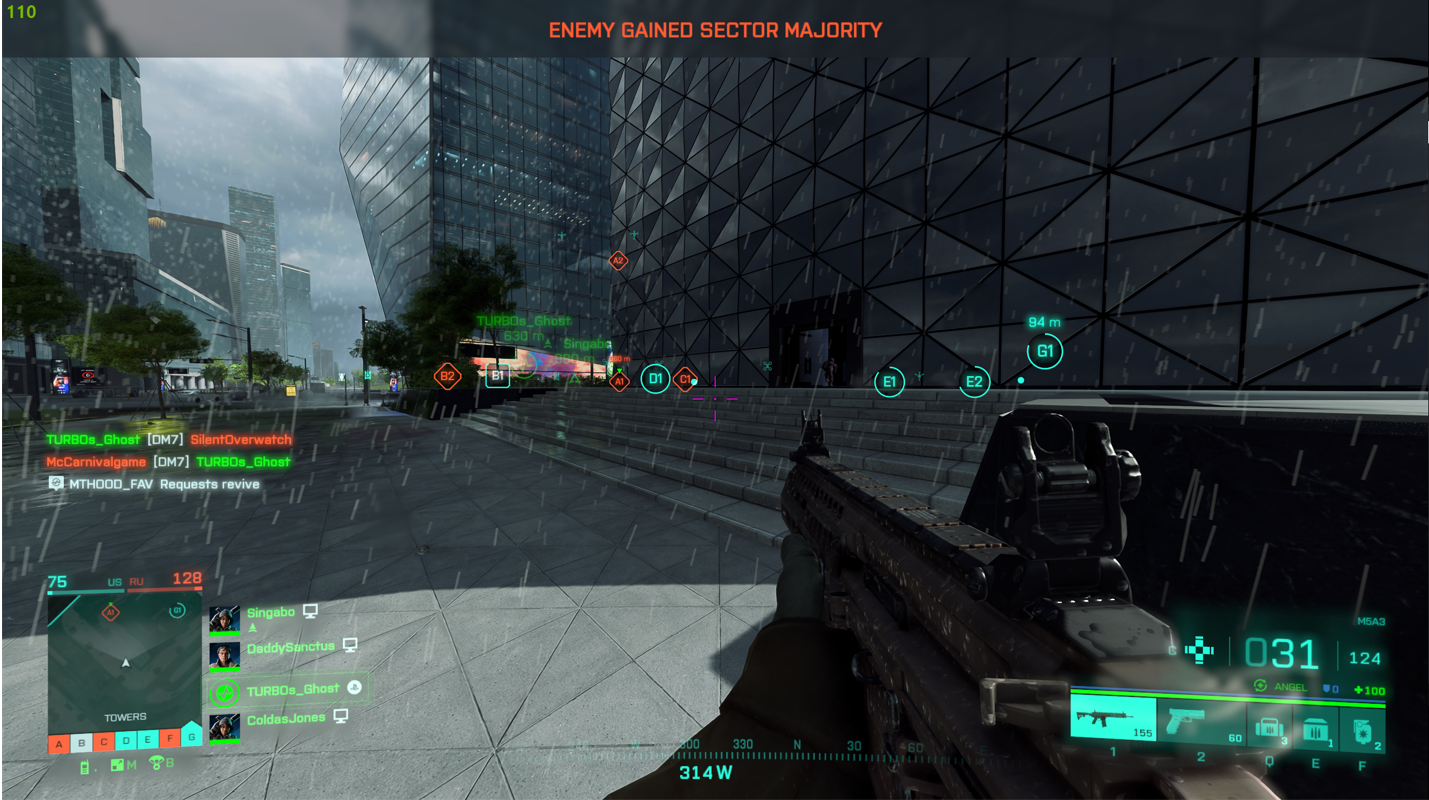 110
ENEMY GAINED SECTOR MAJORITY
A2
94 m
G1
TURBOs_Ghost
630 m
Singabo
B2
B1
A1
D1
C1
E1
E2
TURBOs_Ghost [DM7] SilentOverwatch
McCarnivalgame [DM7] TURBOs_Ghost
MTHOOD_FAV Requests revive
75 US RU 128
A1 G1
TOWERS
A B C D E F G
M B
Singabo
DaddySanctus
TURBOs_Ghost
ColdasJones
W 300 330 N 30 60 E
314W
M5A3
C 031 124
ANGEL 0 +100
155 60 3 1 2
1 2 Q E F